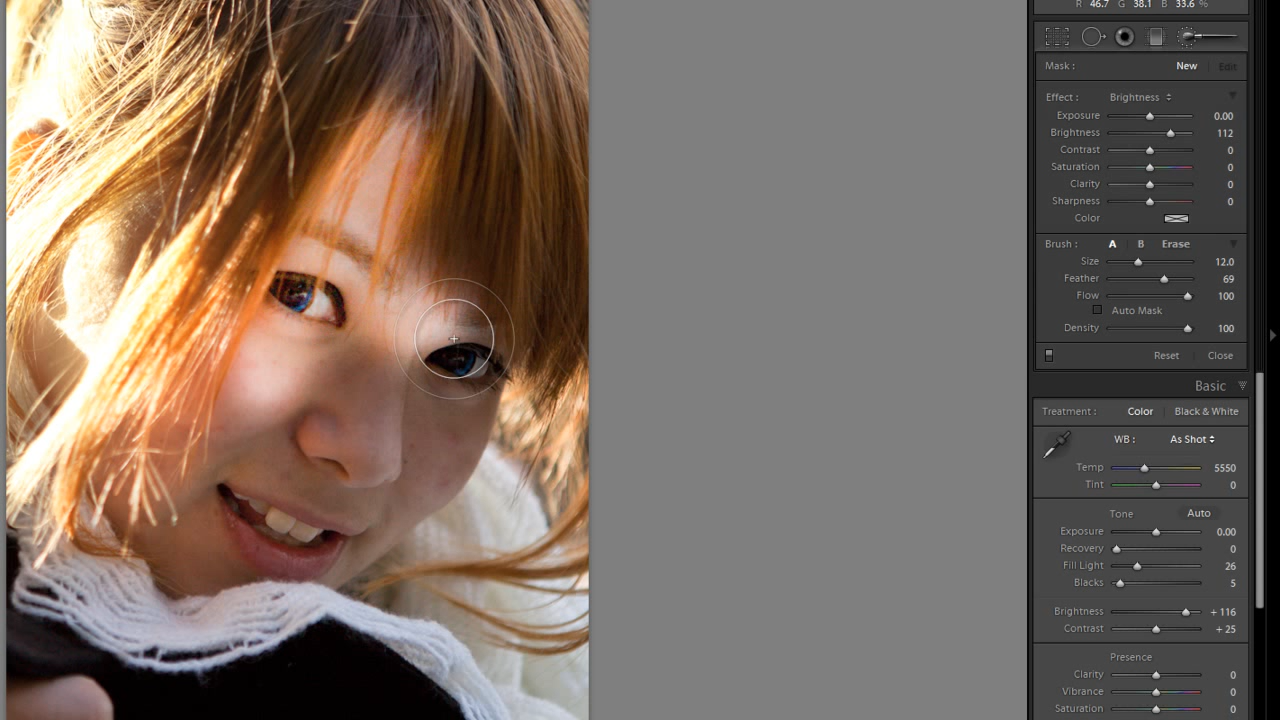 R 46.7 G 38.1 B 33.6 %
Mask : New Edit
Effect : Brightness
Exposure 0.00
Brightness 112
Contrast 0
Saturation 0
Clarity 0
Sharpness 0
Color
Brush : A B Erase
Size 12.0
Feather 69
Flow 100
Auto Mask
Density 100
Reset Close
Basic
Treatment : Color Black & White
WB : As Shot
Temp 5550
Tint 0
Tone Auto
Exposure 0.00
Recovery 0
Fill Light 26
Blacks 5
Brightness + 116
Contrast + 25
Presence
Clarity 0
Vibrance 0
Saturation 0